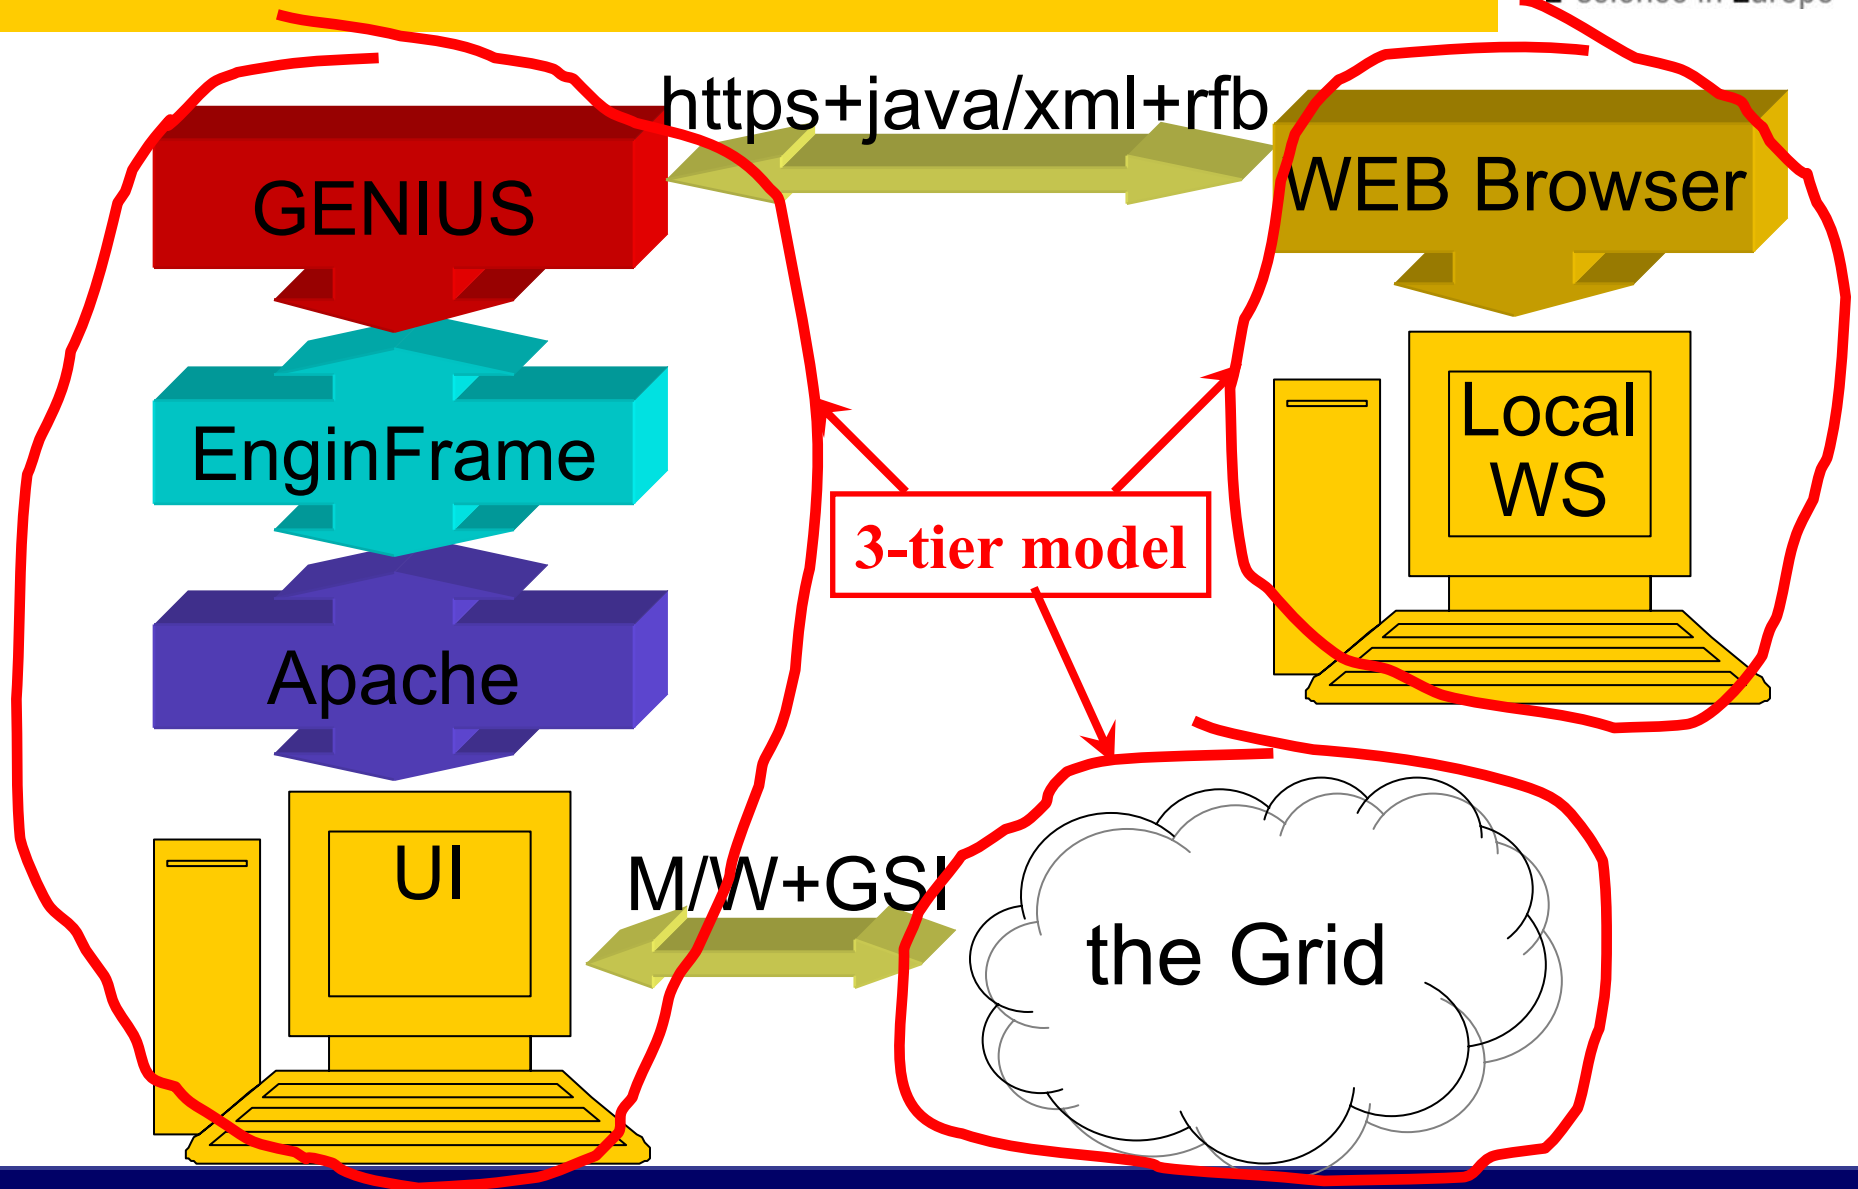 https+java/xml+rfb
GENIUS
WEB Browser
EnginFrame
Local
WS
3-tier model
Apache
UI
M/W+GSI
the Grid